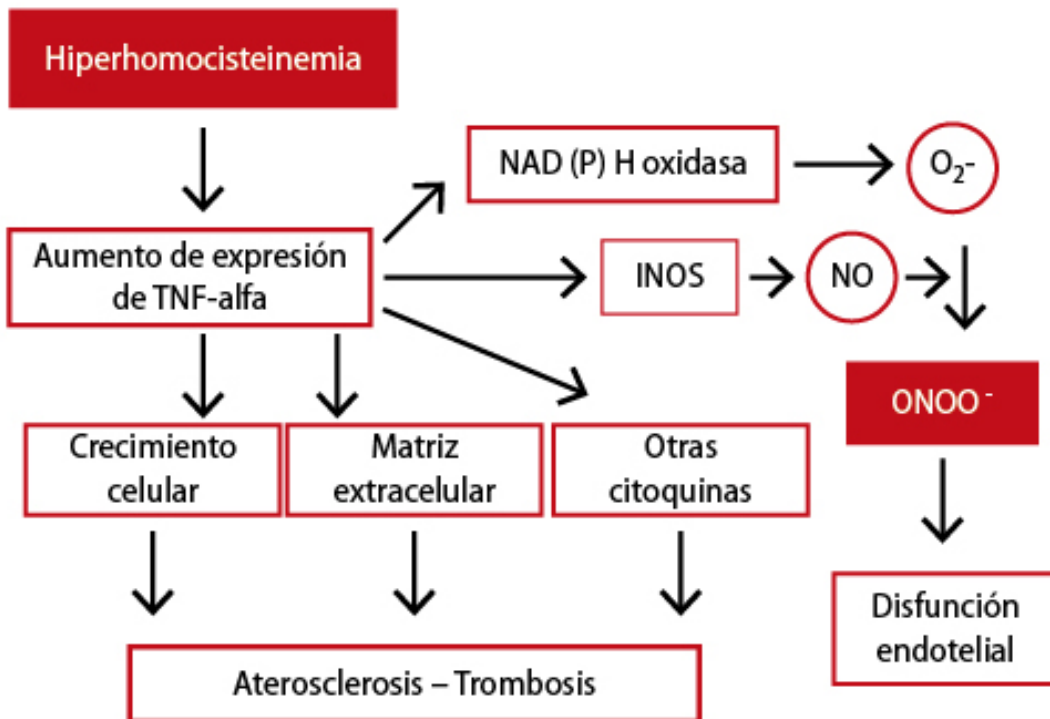 Hiperhomocisteinemia
NAD (P) H oxidasa
O₂-
Aumento de expresión
de TNF-alfa
INOS
NO
ONOO -
Crecimiento
celular
Matriz
extracelular
Otras
citoquinas
Disfunción
endotelial
Aterosclerosis – Trombosis